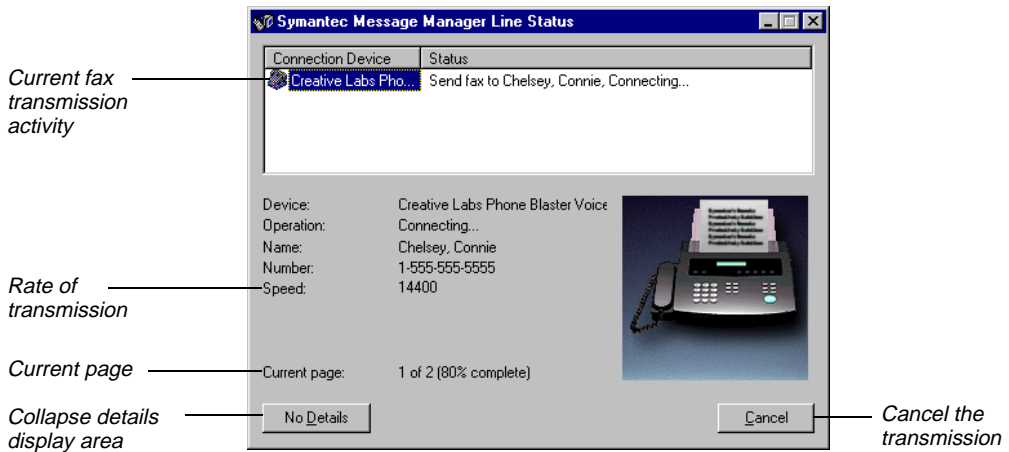 Symantec Message Manager Line Status
Connection Device Status
Creative Labs Pho... Send fax to Chelsey, Connie, Connecting...
Current fax
transmission
activity
Device: Creative Labs Phone Blaster Voice
Operation: Connecting...
Name: Chelsey, Connie
Number: 1-555-555-5555
Speed: 14400
Rate of
transmission
Current page
Current page: 1 of 2 (80% complete)
No Details
Cancel
Collapse details
display area
Cancel the
transmission